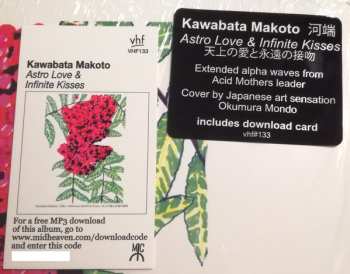 vhf
VHF133
Kawabata Makoto
Astro Love &
Infinite Kisses
For a free MP3 download
of this album, go to
www.midheaven.com/downloadcode
and enter this code
Kawabata Makoto 河端
Astro Love & Infinite Kisses
天上の愛と永遠の接吻
Extended alpha waves from
Acid Mothers leader
Cover by Japanese art sensation
Okumura Mondo
includes download card
vhf#133